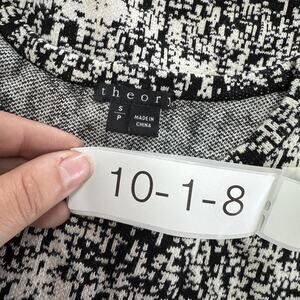 theory
S
P
MADE IN
CHINA
10-1-8